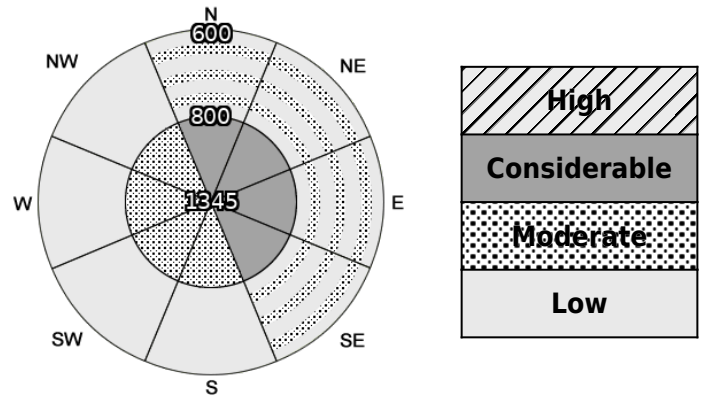 N
600
NW
NE
800
W
1345
E
SW
SE
S
High
Considerable
Moderate
Low